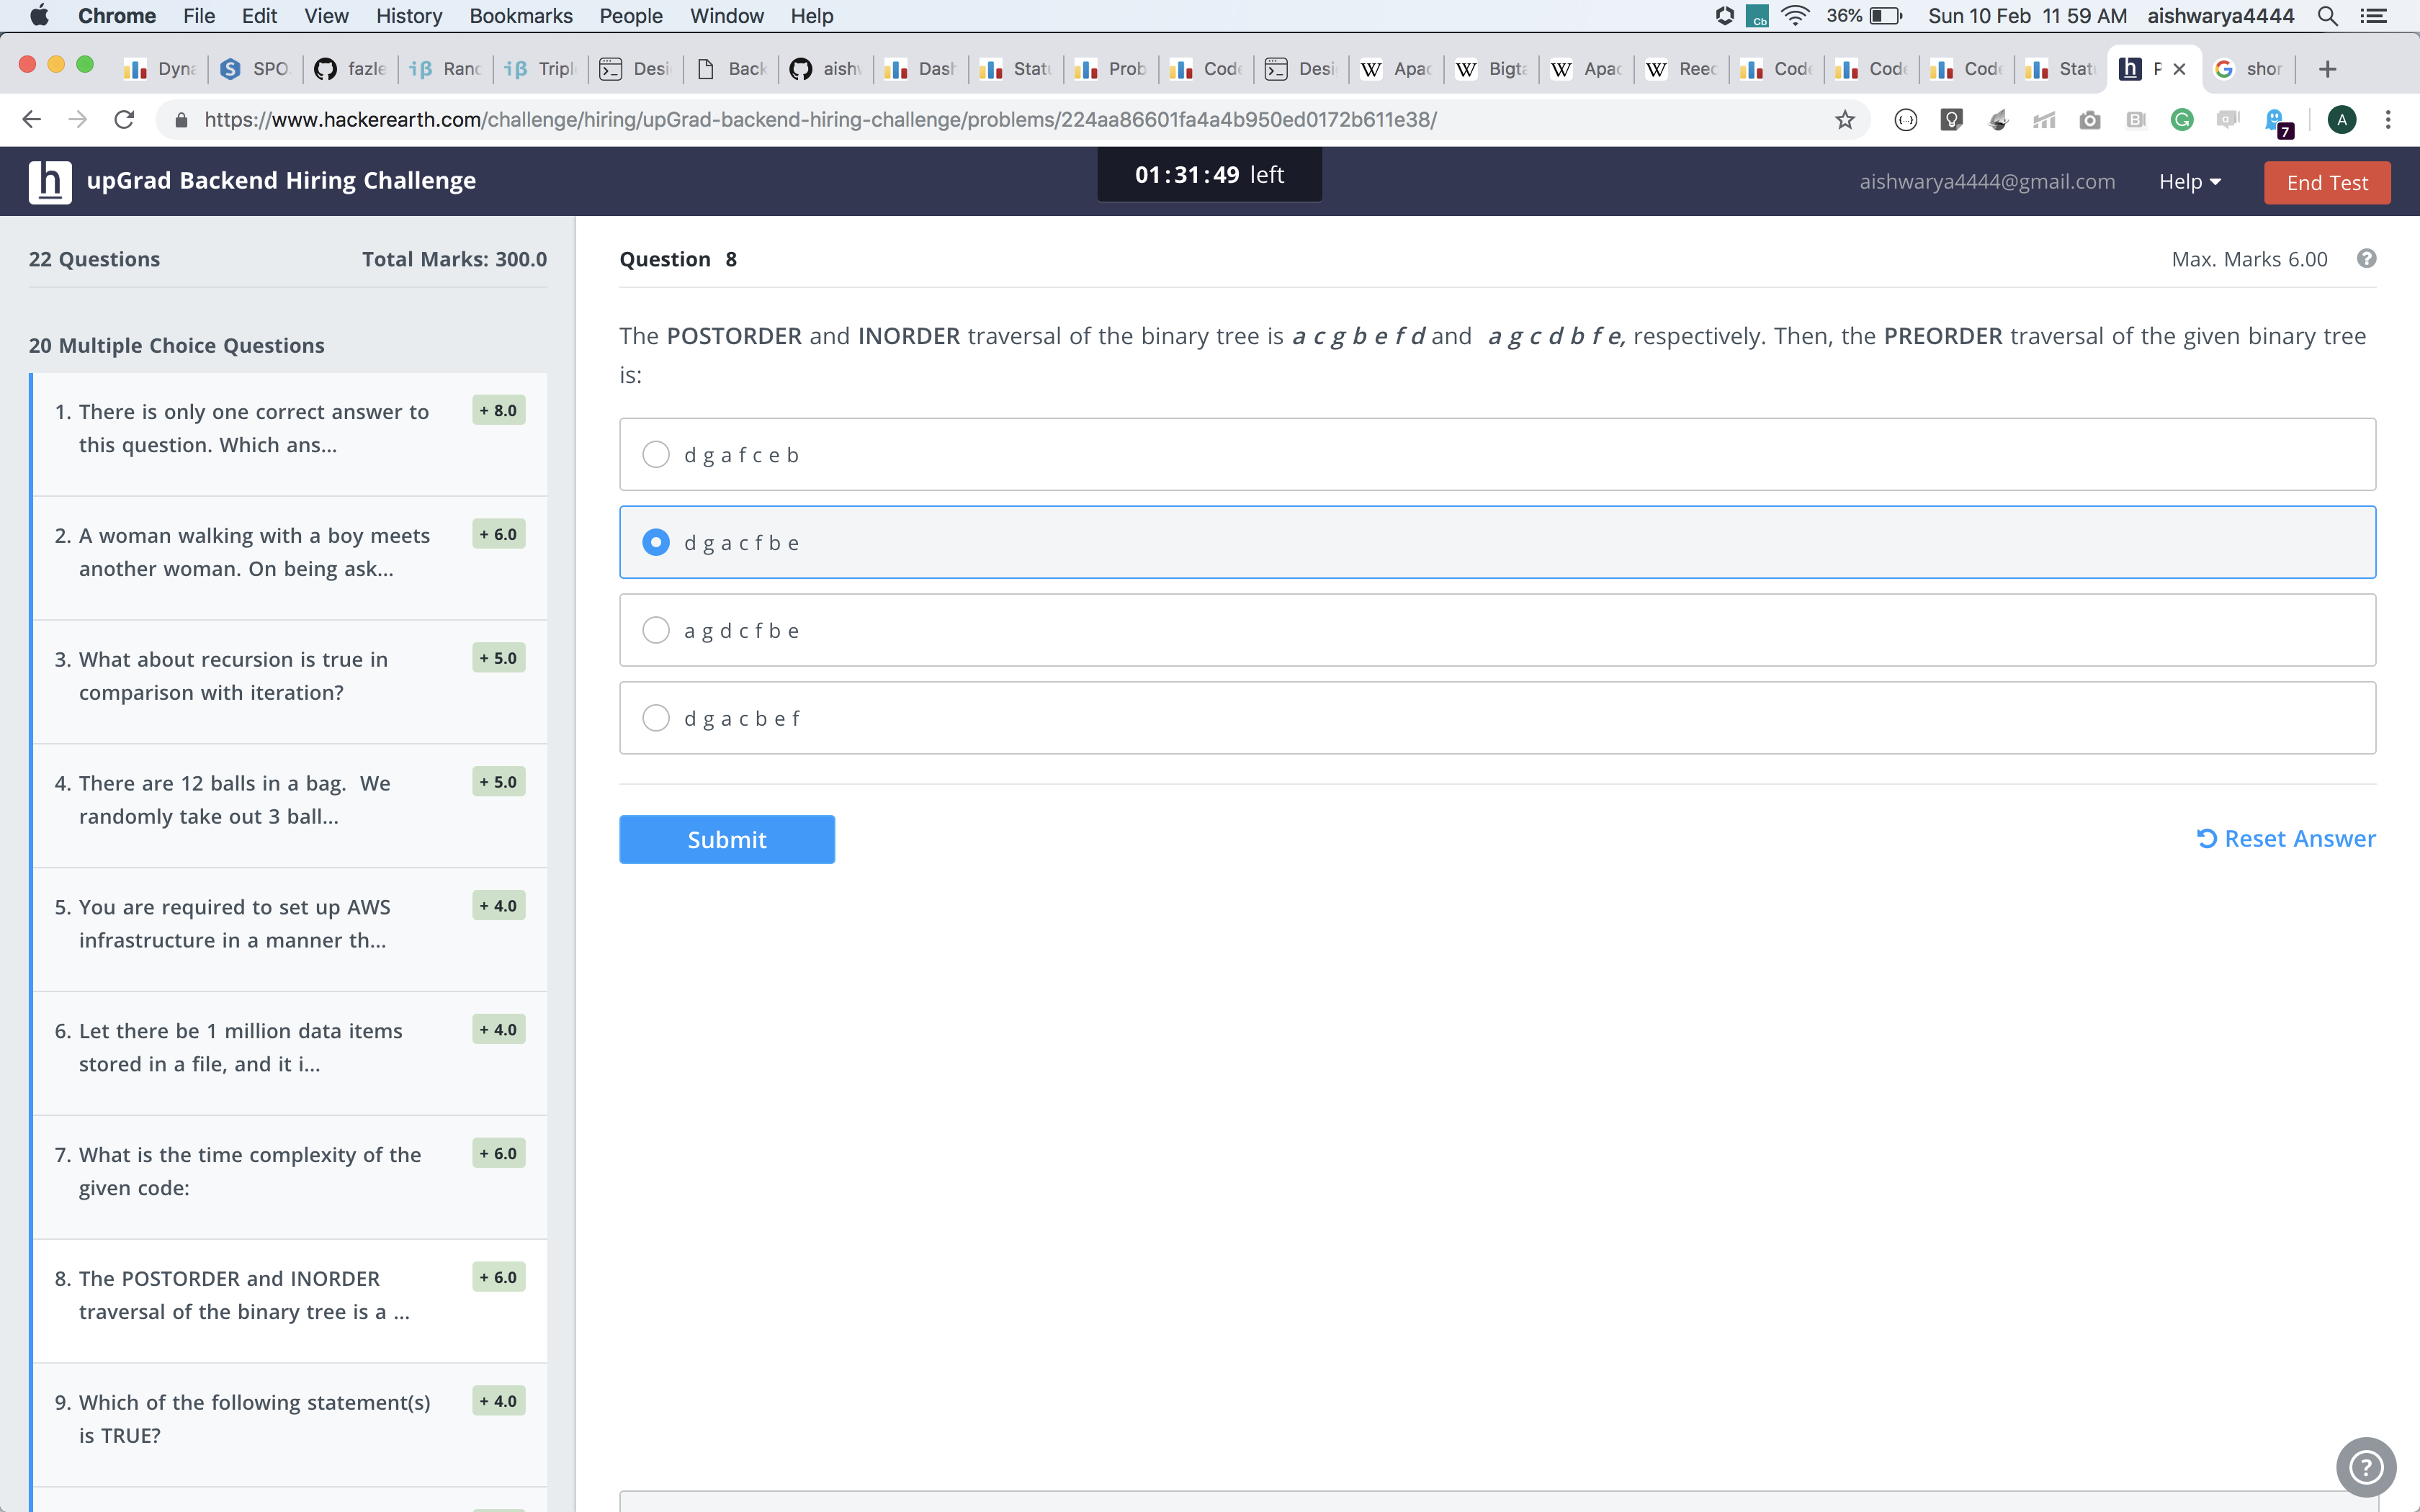 Chrome File Edit View History Bookmarks People Window Help 36% Sun 10 Feb 11 59 AM aishwarya4444
Dyna SPO fazle Rand Triple Desi Back aishw Dash Statu Prob Code Desi Apac Bigta Apac Reed Code Code Code Statu shor
https://www.hackerearth.com/challenge/hiring/upGrad-backend-hiring-challenge/problems/224aa86601fa4a4b950ed0172b611e38/ 7 A
h upGrad Backend Hiring Challenge 01:31:49 left aishwarya4444@gmail.com Help End Test
22 Questions Total Marks: 300.0
20 Multiple Choice Questions
1. There is only one correct answer to + 8.0
this question. Which ans...
2. A woman walking with a boy meets + 6.0
another woman. On being ask...
3. What about recursion is true in + 5.0
comparison with iteration?
4. There are 12 balls in a bag. We + 5.0
randomly take out 3 ball...
5. You are required to set up AWS + 4.0
infrastructure in a manner th...
6. Let there be 1 million data items + 4.0
stored in a file, and it i...
7. What is the time complexity of the + 6.0
given code:
8. The POSTORDER and INORDER + 6.0
traversal of the binary tree is a ...
9. Which of the following statement(s) + 4.0
is TRUE?
Question 8 Max. Marks 6.00 ?
The POSTORDER and INORDER traversal of the binary tree is a c g b e f d and a g c d b f e, respectively. Then, the PREORDER traversal of the given binary tree
is:
d g a f c e b
d g a c f b e
a g d c f b e
d g a c b e f
Submit Reset Answer
?